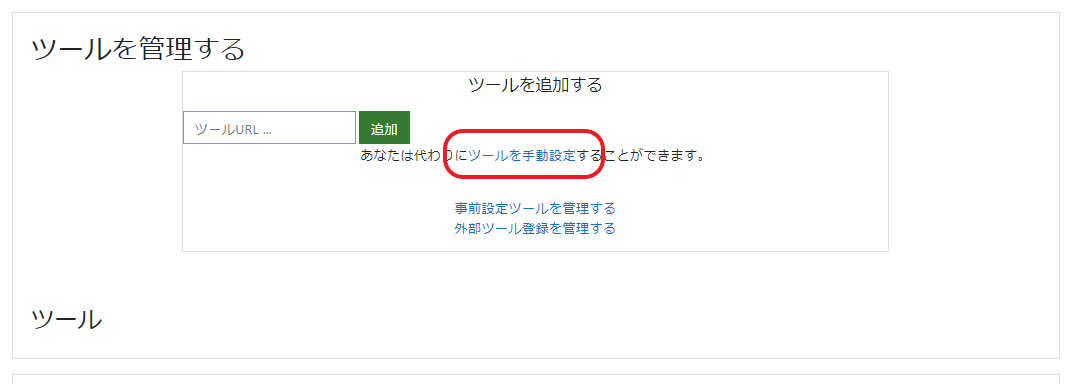 ツールを管理する
ツールを追加する
ツールURL ...
追加
あなたは代わりにツールを手動設定することができます。
事前設定ツールを管理する
外部ツール登録を管理する
ツール